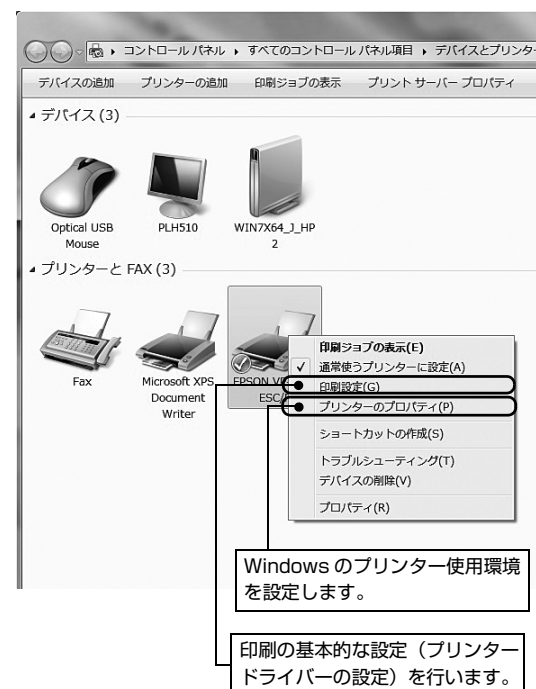 コントロール パネル ▸ すべてのコントロール パネル項目 ▸ デバイスとプリンター
デバイスの追加 プリンターの追加 印刷ジョブの表示 プリント サーバー プロパティ
デバイス (3)
Optical USB
Mouse
PLH510
WIN7X64_J_HP
2
プリンターと FAX (3)
Fax
Microsoft XPS
Document
Writer
EPSON
ESC/
印刷ジョブの表示(E)
通常使うプリンターに設定(A)
印刷設定(G)
プリンターのプロパティ(P)
ショートカットの作成(S)
トラブルシューティング(T)
デバイスの削除(V)
プロパティ(R)
Windows のプリンター使用環境
を設定します。
印刷の基本的な設定（プリンター
ドライバーの設定）を行います。